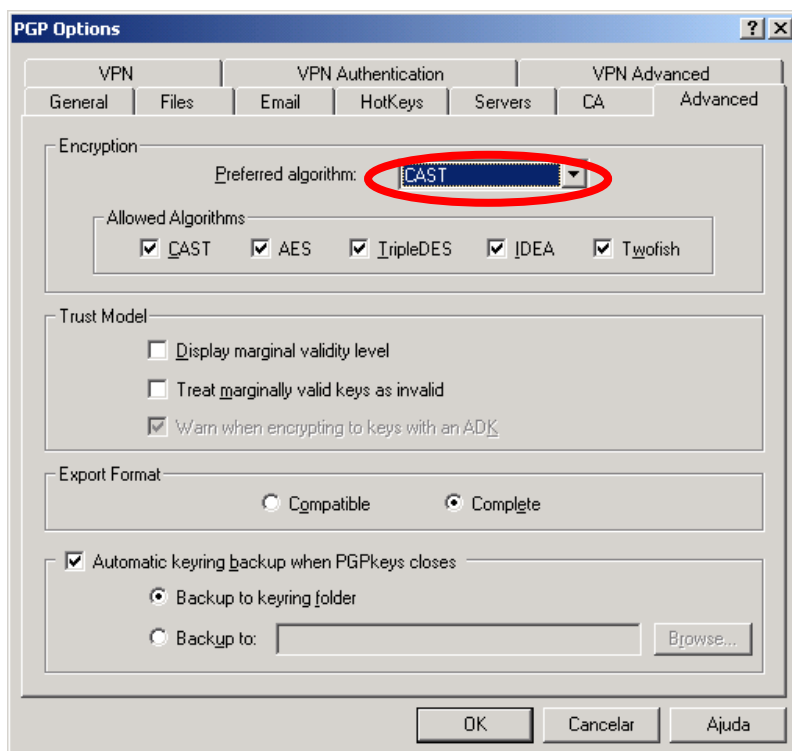 PGP Options
VPN VPN Authentication VPN Advanced
General Files Email HotKeys Servers CA Advanced
Encryption
Preferred algorithm: CAST
Allowed Algorithms
CAST AES TripleDES IDEA Twofish
Trust Model
Display marginal validity level
Treat marginally valid keys as invalid
Warn when encrypting to keys with an ADK
Export Format
Compatible Complete
Automatic keyring backup when PGPkeys closes
Backup to keyring folder
Backup to: Browse...
OK Cancelar Ajuda